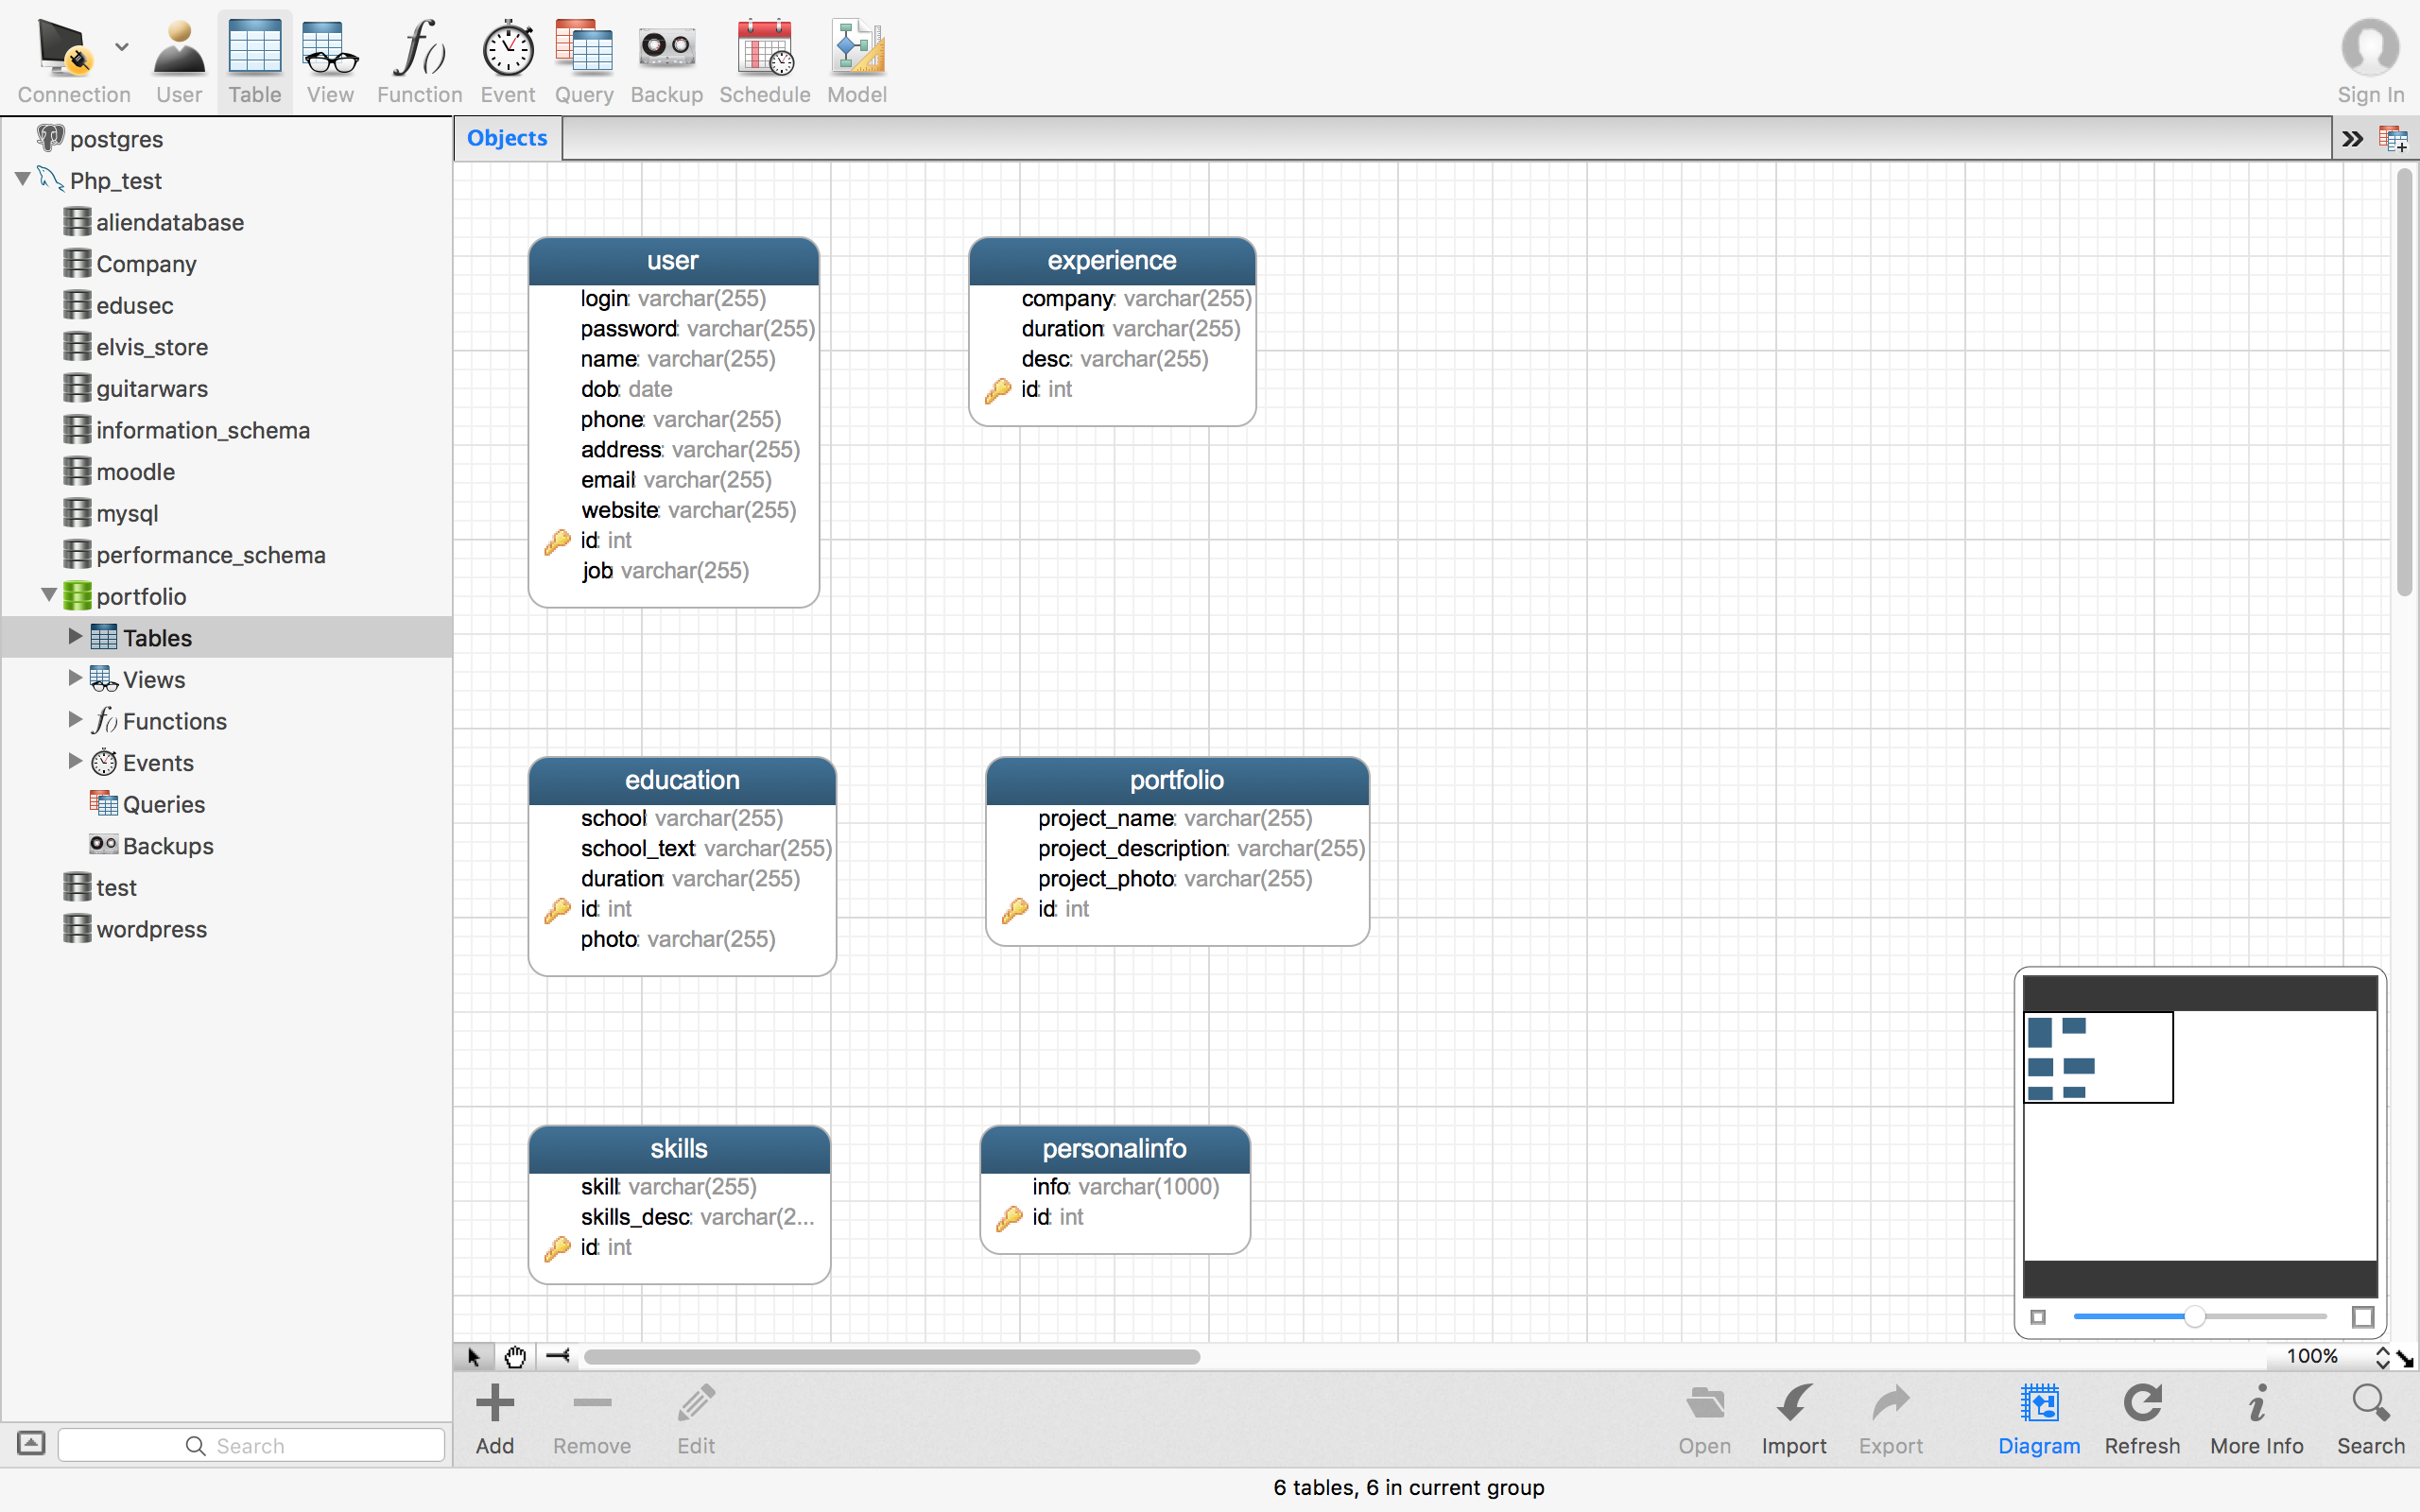 Connection User Table View Function Event Query Backup Schedule Model Sign In
postgres
Php_test
aliendatabase
Company
edusec
elvis_store
guitarwars
information_schema
moodle
mysql
performance_schema
portfolio
Tables
Views
Functions
Events
Queries
Backups
test
wordpress
Search
Objects
user
login: varchar(255)
password: varchar(255)
name: varchar(255)
dob: date
phone: varchar(255)
address: varchar(255)
email: varchar(255)
website: varchar(255)
id: int
job: varchar(255)
experience
company: varchar(255)
duration: varchar(255)
desc: varchar(255)
id: int
education
school: varchar(255)
school_text: varchar(255)
duration: varchar(255)
id: int
photo: varchar(255)
portfolio
project_name: varchar(255)
project_description: varchar(255)
project_photo: varchar(255)
id: int
skills
skill: varchar(255)
skills_desc: varchar(2...
id: int
personalinfo
info: varchar(1000)
id: int
100%
Add Remove Edit Open Import Export Diagram Refresh More Info Search
6 tables, 6 in current group